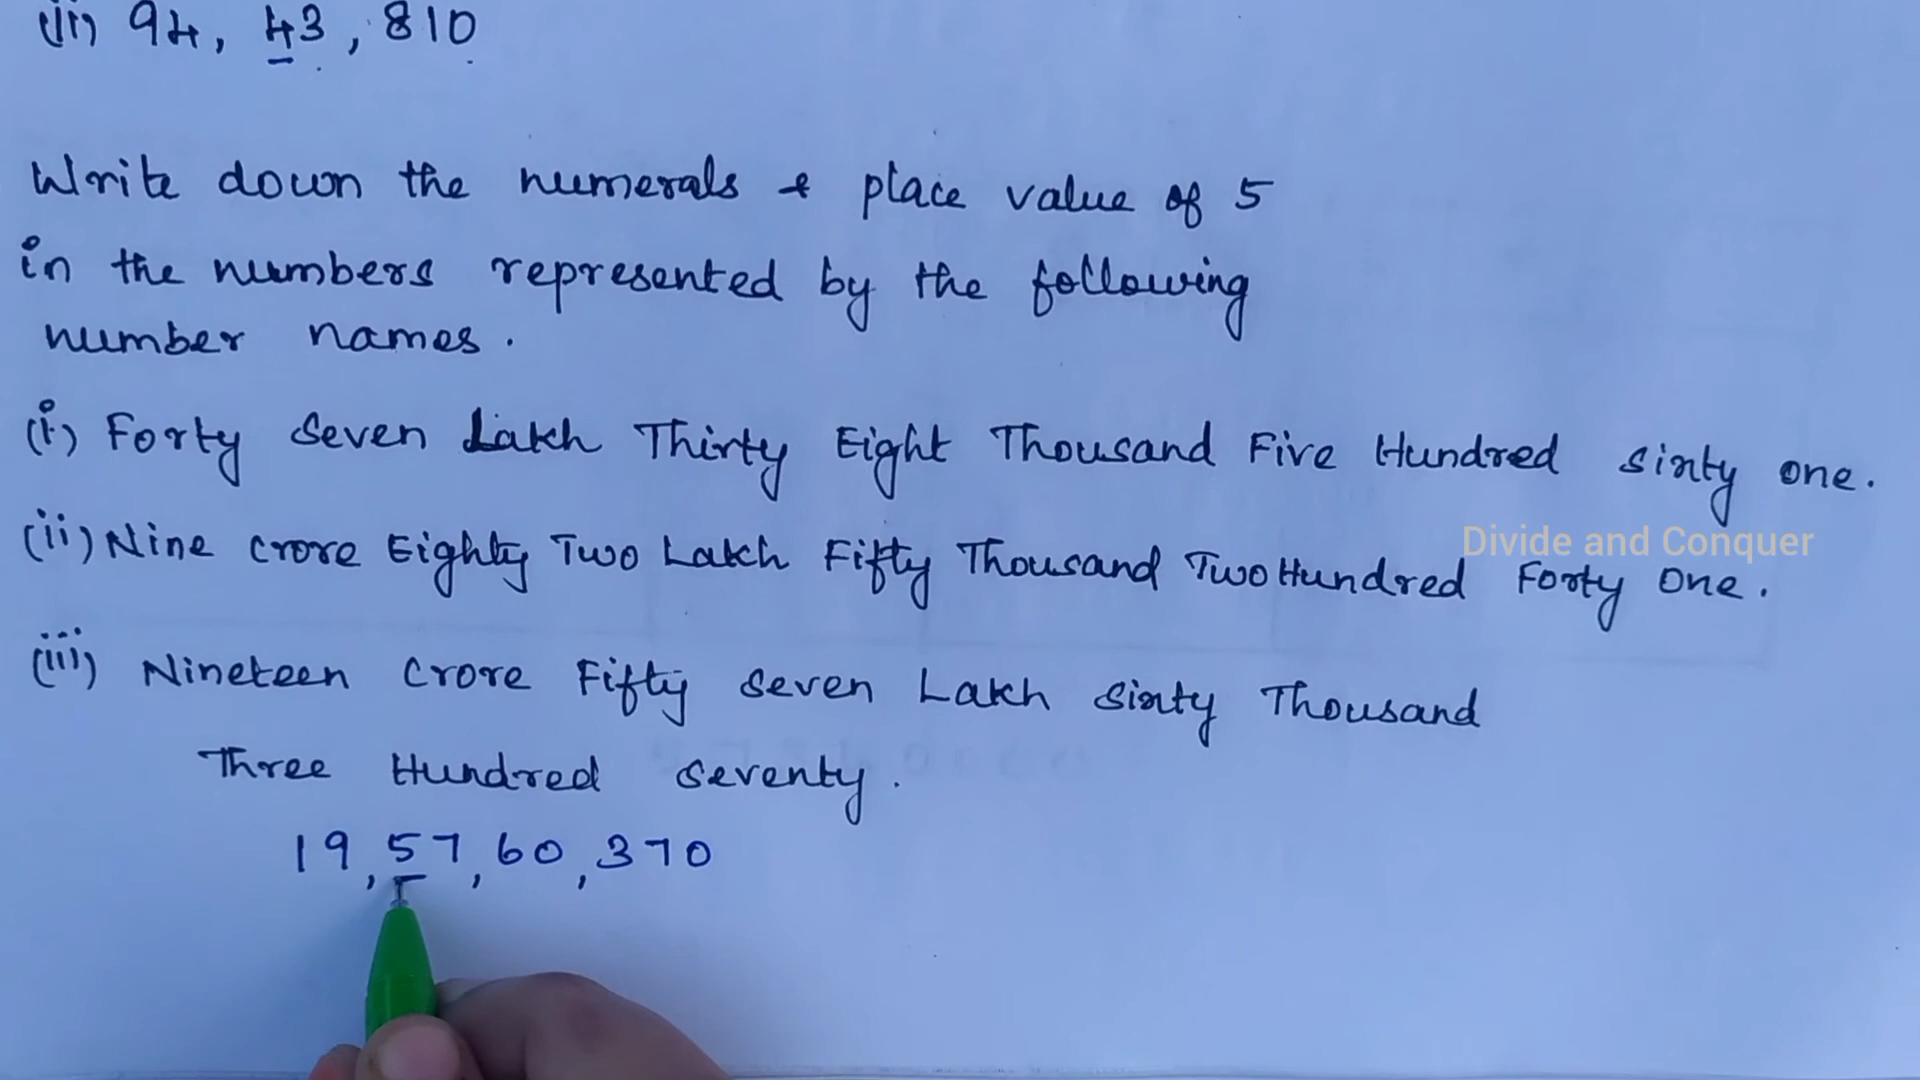 (ii) 94, 43, 810
Write down the numerals & place value of 5
in the numbers represented by the following
number names.
(i) Forty Seven Lakh Thirty Eight Thousand Five Hundred sixty one.
Divide and Conquer
(ii) Nine Crore Eighty Two Lakh Fifty Thousand Two Hundred Forty One.
(iii) Nineteen Crore Fifty seven Lakh sixty Thousand
Three Hundred seventy.
19,57,60,370